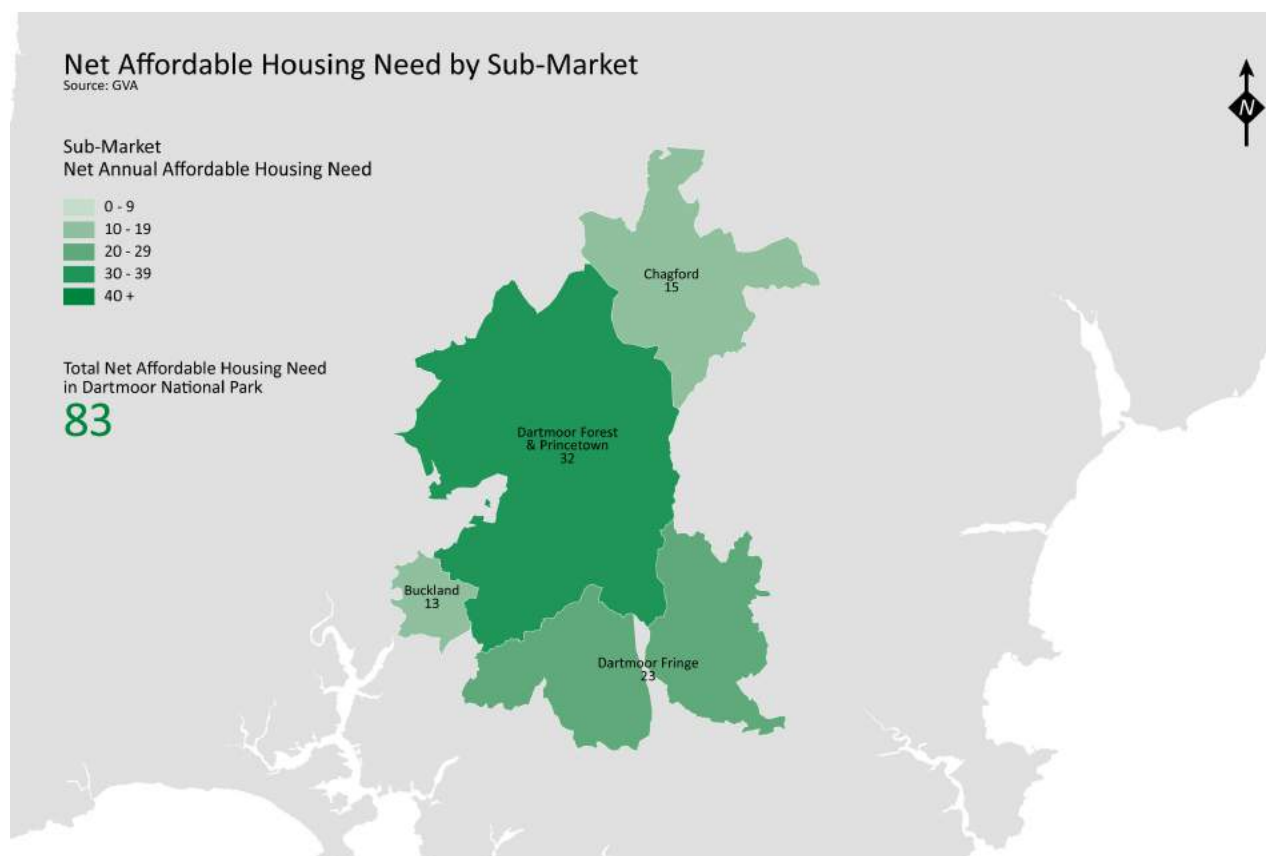 Net Affordable Housing Need by Sub-Market
Source: GVA
N
Sub-Market
Net Annual Affordable Housing Need
0 - 9
10 - 19
20 - 29
30 - 39
40 +
Total Net Affordable Housing Need
in Dartmoor National Park
83
Chagford
15
Dartmoor Forest
& Princetown
32
Buckland
13
Dartmoor Fringe
23